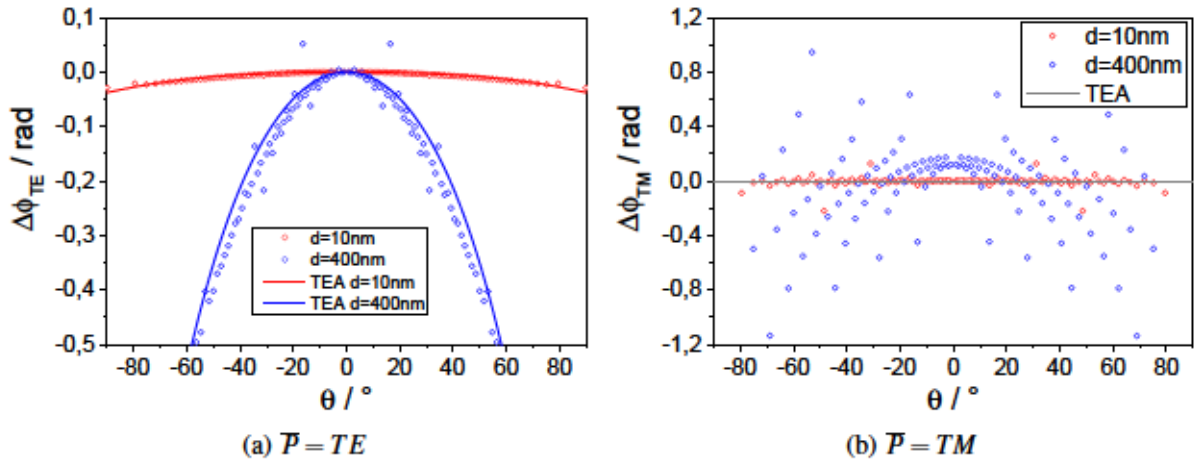 0,1
0,0
-0,1
-0,2
-0,3
-0,4
-0,5
Δϕ_TE / rad
d=10nm
d=400nm
TEA d=10nm
TEA d=400nm
-80 -60 -40 -20 0 20 40 60 80
θ / °
(a) P̅ = TE
1,2
0,8
0,4
0,0
-0,4
-0,8
-1,2
Δϕ_TM / rad
d=10nm
d=400nm
TEA
-80 -60 -40 -20 0 20 40 60 80
θ / °
(b) P̅ = TM